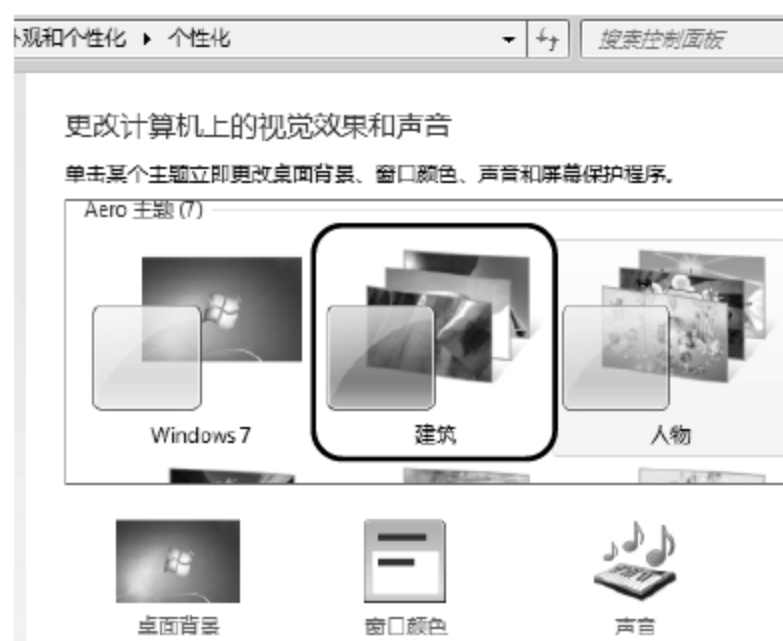 外观和个性化 ▸ 个性化
搜索控制面板
更改计算机上的视觉效果和声音
单击某个主题立即更改桌面背景、窗口颜色、声音和屏幕保护程序。
Aero 主题 (7)
Windows 7
建筑
人物
桌面背景
窗口颜色
声音